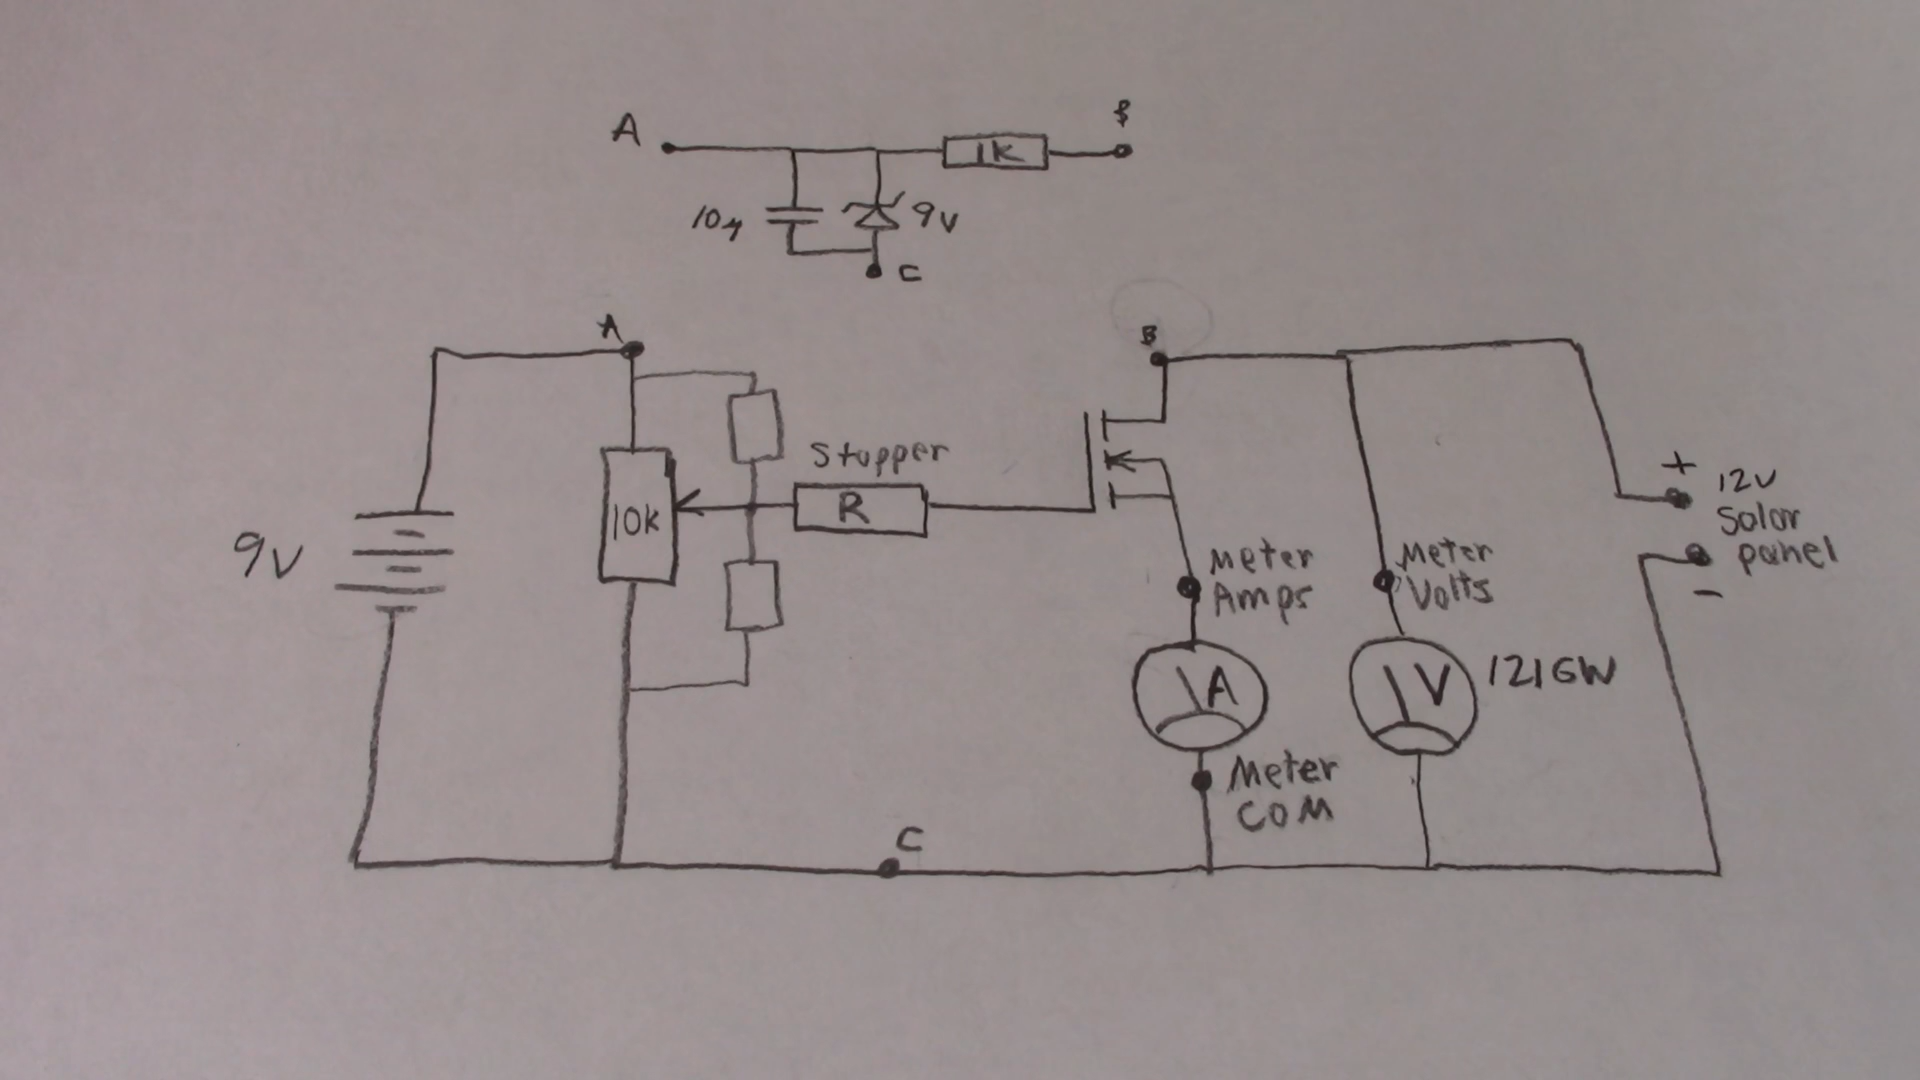 A
1K
10µ
9V
C
A
B
Stopper
R
10k
9V
+
12V
Solar
panel
−
Meter
Amps
Meter
Volts
A
V
121GW
Meter
COM
C